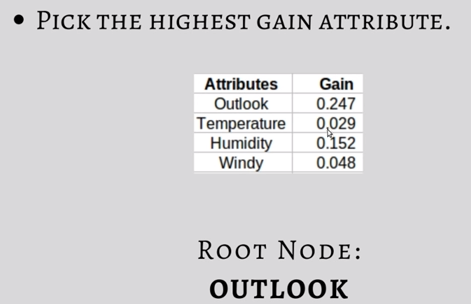 • Pick the highest gain attribute.
Attributes Gain
Outlook 0.247
Temperature 0.029
Humidity 0.152
Windy 0.048
Root Node:
OUTLOOK